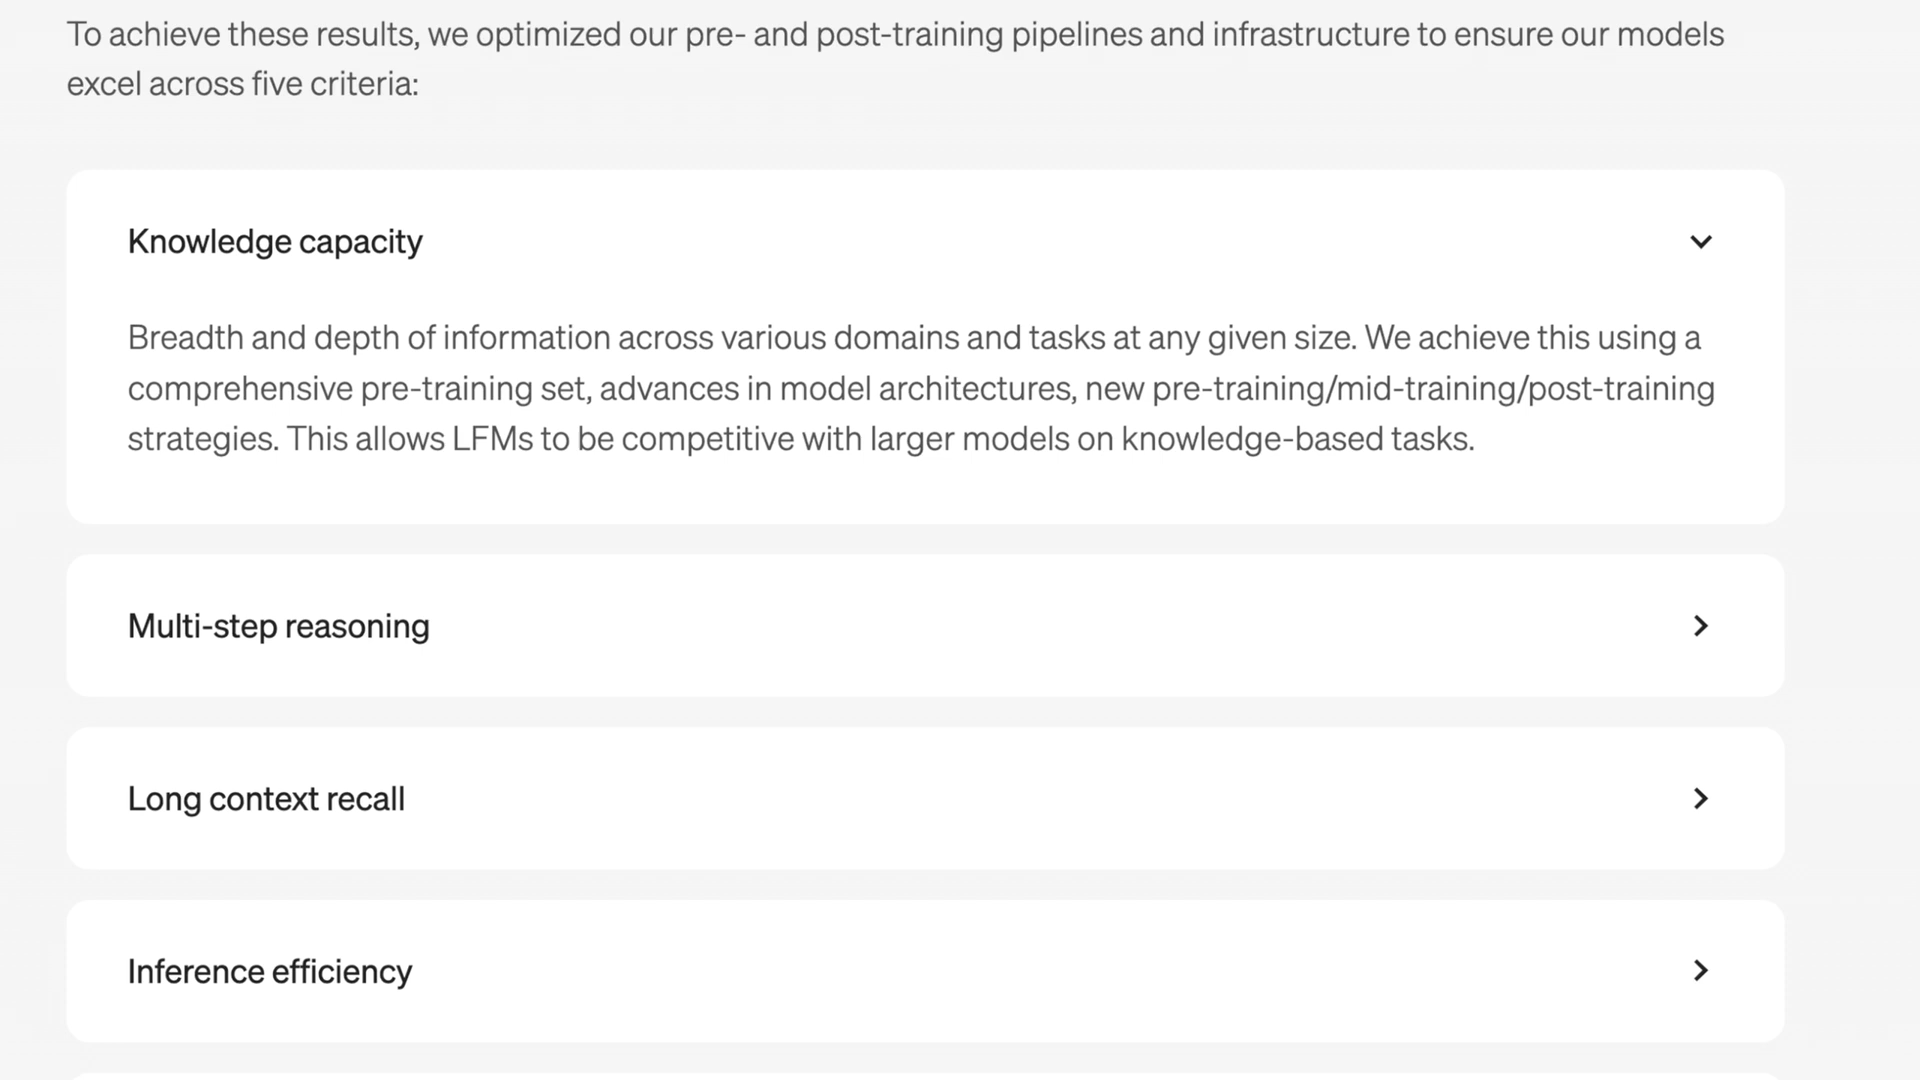 To achieve these results, we optimized our pre- and post-training pipelines and infrastructure to ensure our models
excel across five criteria:
Knowledge capacity
Breadth and depth of information across various domains and tasks at any given size. We achieve this using a
comprehensive pre-training set, advances in model architectures, new pre-training/mid-training/post-training
strategies. This allows LFMs to be competitive with larger models on knowledge-based tasks.
Multi-step reasoning
Long context recall
Inference efficiency